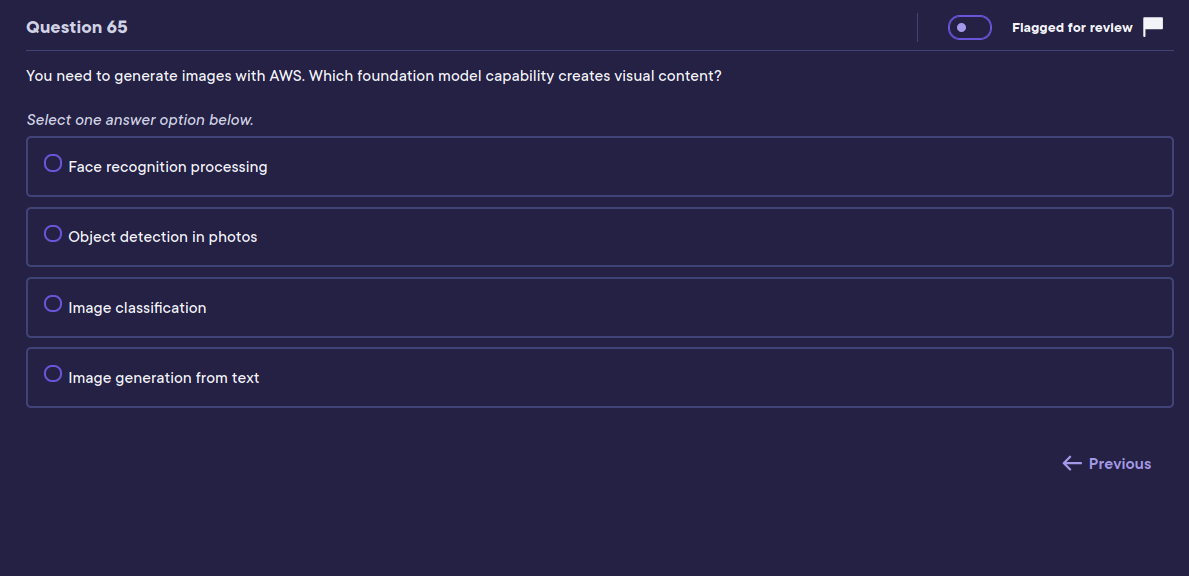 Question 65
Flagged for review
You need to generate images with AWS. Which foundation model capability creates visual content?
Select one answer option below.
Face recognition processing
Object detection in photos
Image classification
Image generation from text
Previous